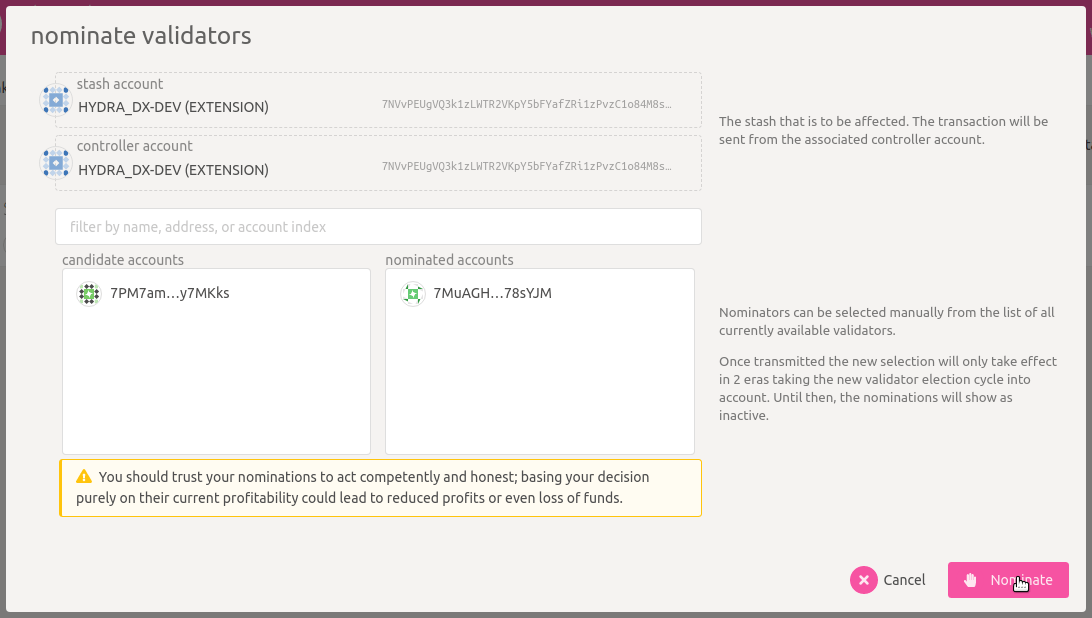 nominate validators
stash account
HYDRA_DX-DEV (EXTENSION)
7NVvPEUgVQ3k1zLWTR2VKpY5bFYafZRi1zPvzC1o84M8s…
The stash that is to be affected. The transaction will be
sent from the associated controller account.
controller account
HYDRA_DX-DEV (EXTENSION)
7NVvPEUgVQ3k1zLWTR2VKpY5bFYafZRi1zPvzC1o84M8s…
filter by name, address, or account index
candidate accounts
nominated accounts
7PM7am…y7MKks
7MuAGH…78sYJM
Nominators can be selected manually from the list of all
currently available validators.
Once transmitted the new selection will only take effect
in 2 eras taking the new validator election cycle into
account. Until then, the nominations will show as
inactive.
You should trust your nominations to act competently and honest; basing your decision
purely on their current profitability could lead to reduced profits or even loss of funds.
Cancel
Nominate